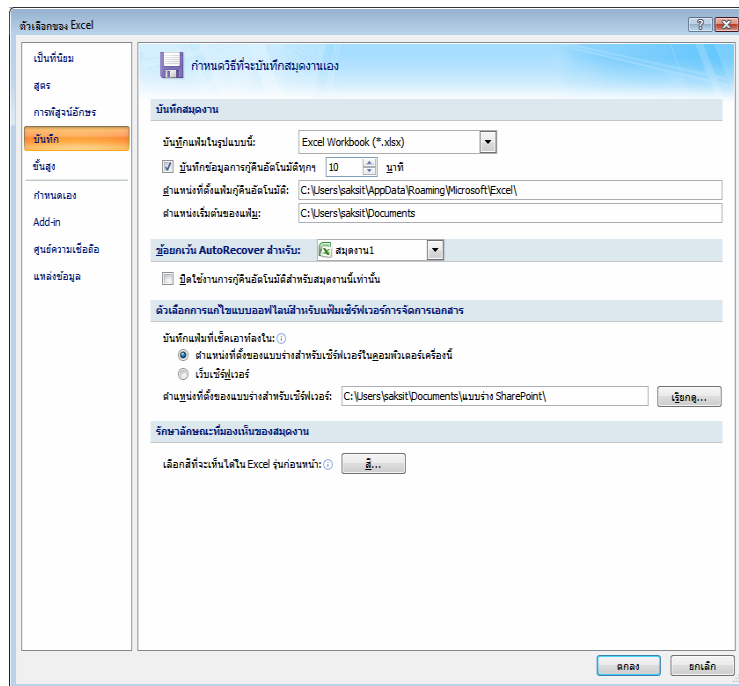 ตัวเลือกของ Excel
เป็นที่นิยม
สูตร
การพิสูจน์อักษร
บันทึก
ขั้นสูง
กำหนดเอง
Add-in
ศูนย์ความเชื่อถือ
แหล่งข้อมูล
กำหนดวิธีที่จะบันทึกสมุดงานเอง
บันทึกสมุดงาน
บันทึกแฟ้มในรูปแบบนี้: Excel Workbook (*.xlsx)
บันทึกข้อมูลการกู้คืนอัตโนมัติทุกๆ 10 นาที
ตำแหน่งที่ตั้งแฟ้มกู้คืนอัตโนมัติ: C:\Users\saksit\AppData\Roaming\Microsoft\Excel\
ตำแหน่งเริ่มต้นของแฟ้ม: C:\Users\saksit\Documents
ข้อยกเว้น AutoRecover สำหรับ: สมุดงาน1
ปิดใช้งานการกู้คืนอัตโนมัติสำหรับสมุดงานนี้เท่านั้น
ตัวเลือกการแก้ไขแบบออฟไลน์สำหรับแฟ้มเซิร์ฟเวอร์การจัดการเอกสาร
บันทึกแฟ้มที่เช็คเอาท์ลงใน:
ตำแหน่งที่ตั้งของแบบร่างสำหรับเซิร์ฟเวอร์ในคอมพิวเตอร์เครื่องนี้
เว็บเซิร์ฟเวอร์
ตำแหน่งที่ตั้งของแบบร่างสำหรับเซิร์ฟเวอร์: C:\Users\saksit\Documents\แบบร่าง SharePoint\ เรียกดู...
รักษาลักษณะที่มองเห็นของสมุดงาน
เลือกสีที่จะเห็นได้ใน Excel รุ่นก่อนหน้า: สี...
ตกลง ยกเลิก